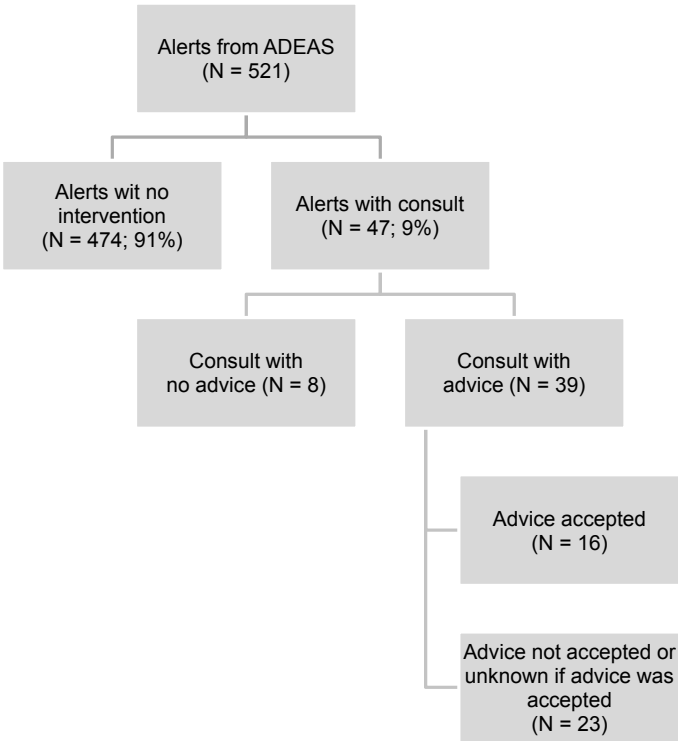 Alerts from ADEAS
(N = 521)
Alerts wit no
intervention
(N = 474; 91%)
Alerts with consult
(N = 47; 9%)
Consult with
no advice (N = 8)
Consult with
advice (N = 39)
Advice accepted
(N = 16)
Advice not accepted or
unknown if advice was
accepted
(N = 23)